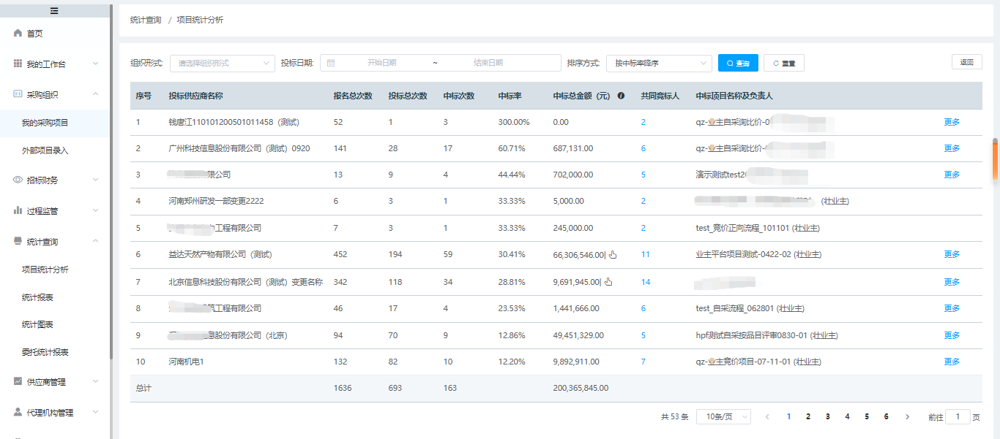 首页
我的工作台
采购组织
我的采购项目
外部项目录入
招标财务
过程监管
统计查询
项目统计分析
统计报表
统计图表
委托统计报表
供应商管理
代理机构管理
统计查询 / 项目统计分析
组织形式: 请选择组织形式 投标日期: 开始日期 ~ 结束日期 排序方式: 按中标率降序 查询 重置 返回
序号 投标供应商名称 报名总次数 投标总次数 中标次数 中标率 中标总金额（元） 共同竞标人 中标项目名称及负责人
1 钱唐江110101200501011458（测试) 52 1 3 300.00% 0.00 2 qz-业主自采询比价-0 更多
2 广州科技信息股份有限公司（测试）0920 141 28 17 60.71% 687,131.00 6 qz-业主自采询比价- 更多
3 限公司 13 9 4 44.44% 702,000.00 5 演示测试test2 更多
4 河南郑州研发一部变更2222 6 3 1 33.33% 5,000.00 2 (壮业主)
5 工程有限公司 7 3 1 33.33% 245,000.00 2 test_竞价正向流程_101101 (壮业主)
6 益达天然产物有限公司（测试) 452 194 59 30.41% 66,306,546.00| 11 业主平台项目测试-0422-02 (壮业主) 更多
7 北京信息科技股份有限公司（测试）变更名称 342 118 34 28.81% 9,691,945.00| 14 更多
8 筑工程有限公司 46 17 4 23.53% 1,441,666.00 6 test_自采流程_062801 (壮业主) 更多
9 息股份有限公司（北京） 94 70 9 12.86% 49,451,329.00 5 hpf测试自采按品目评审0830-01 (壮业主) 更多
10 河南机电1 132 82 10 12.20% 9,892,911.00 7 qz-业主竞价项目-07-11-01 (壮业主) 更多
总计 1636 693 163 200,365,845.00
共 53 条 10条/页 1 2 3 4 5 6 前往 1 页